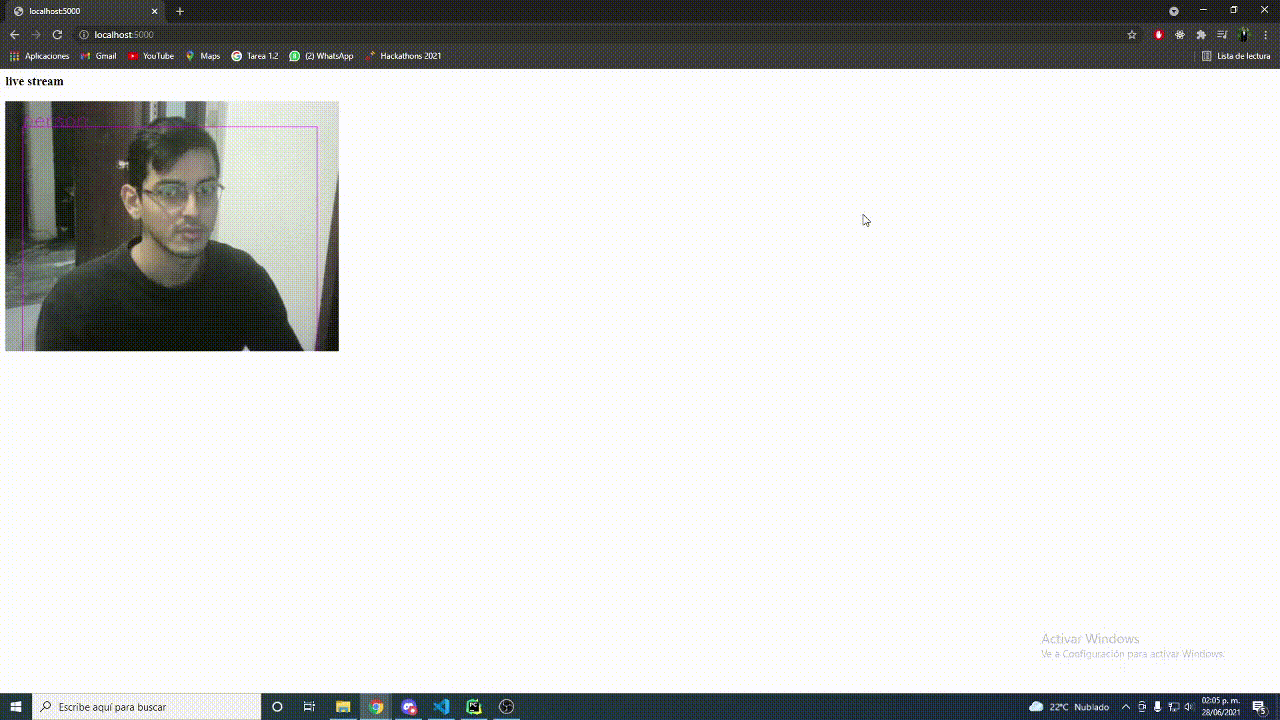 localhost:5000
localhost:5000
Aplicaciones Gmail YouTube Maps Tarea 1.2 (2) WhatsApp Hackathons 2021 Lista de lectura
live stream
person
Activar Windows
Ve a Configuración para activar Windows.
Escribe aquí para buscar
22°C Nublado
02:05 p. m.
28/06/2021
5